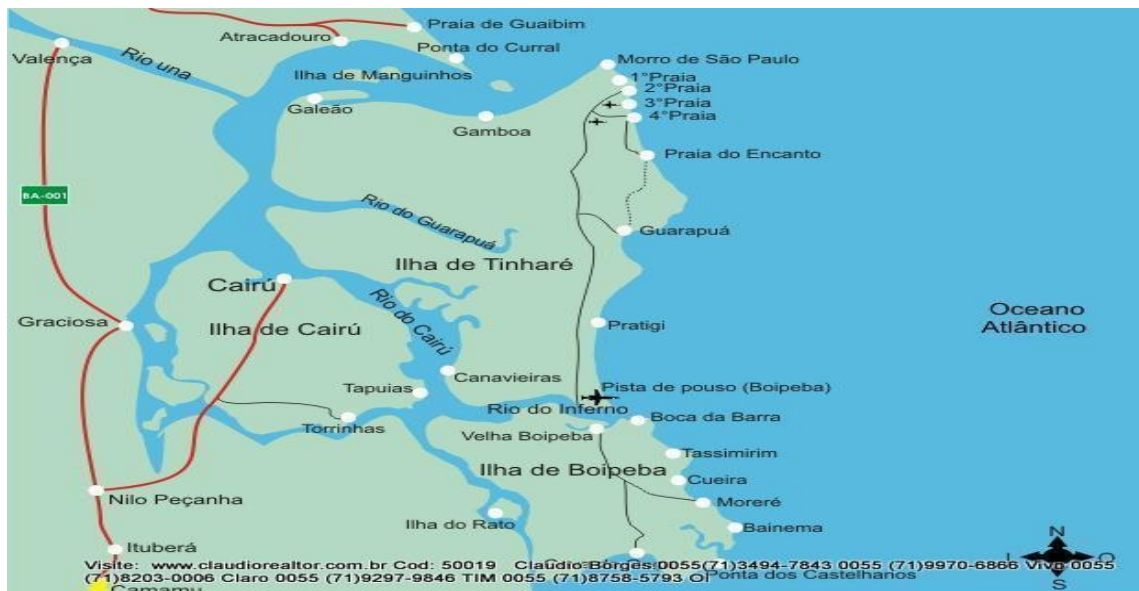 Praia de Guaibim
Atracadouro
Ponta do Curral
Valença
Rio una
Morro de São Paulo
Ilha de Manguinhos
1°Praia
2°Praia
Galeão
3°Praia
Gamboa
4°Praia
Praia do Encanto
BA-001
Rio do Guarapuá
Guarapuá
Ilha de Tinharé
Cairú
Rio do Cairú
Oceano
Atlântico
Graciosa
Ilha de Cairú
Pratigi
Canavieiras
Tapuias
Pista de pouso (Boipeba)
Rio do Inferno
Boca da Barra
Torrinhas
Velha Boipeba
Tassimirim
Ilha de Boipeba
Cueira
Nilo Peçanha
Moreré
Ilha do Rato
Bainema
N
Ituberá
I
O
Visite: www.claudiorealtor.com.br Cod: 50019 Claudio Borges 0055(71)3494-7843 0055 (71)9970-6866 Vivo 0055
(71)8203-0006 Claro 0055 (71)9297-9846 TIM 0055 (71)8758-5793 OI
Ponta dos Castelhanos
S
Camamu